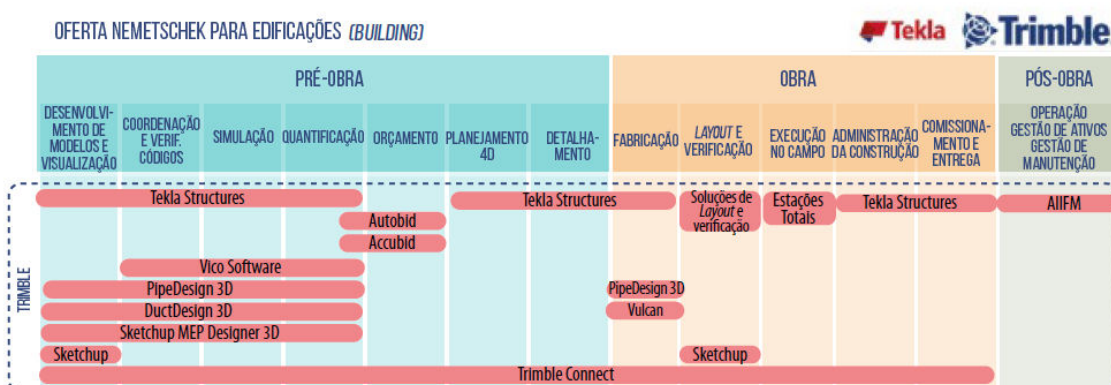 OFERTA NEMETSCHEK PARA EDIFICAÇÕES (BUILDING)
Tekla
Trimble
PRÉ-OBRA
OBRA
PÓS-OBRA
DESENVOLVI-
MENTO DE
MODELOS E
VISUALIZAÇÃO
COORDENAÇÃO
E VERIF.
CÓDIGOS
SIMULAÇÃO
QUANTIFICAÇÃO
ORÇAMENTO
PLANEJAMENTO
4D
DETALHA-
MENTO
FABRICAÇÃO
LAYOUT E
VERIFICAÇÃO
EXECUÇÃO
NO CAMPO
ADMINISTRAÇÃO
DA CONSTRUÇÃO
COMISSIONA-
MENTO E
ENTREGA
OPERAÇÃO
GESTÃO DE ATIVOS
GESTÃO DE
MANUTENÇÃO
TRIMBLE
Tekla Structures
Tekla Structures
Soluções de
Layout e
verificação
Estações
Totais
Tekla Structures
AIIFM
Autobid
Accubid
Vico Software
PipeDesign 3D
PipeDesign 3D
DuctDesign 3D
Vulcan
Sketchup MEP Designer 3D
Sketchup
Sketchup
Trimble Connect